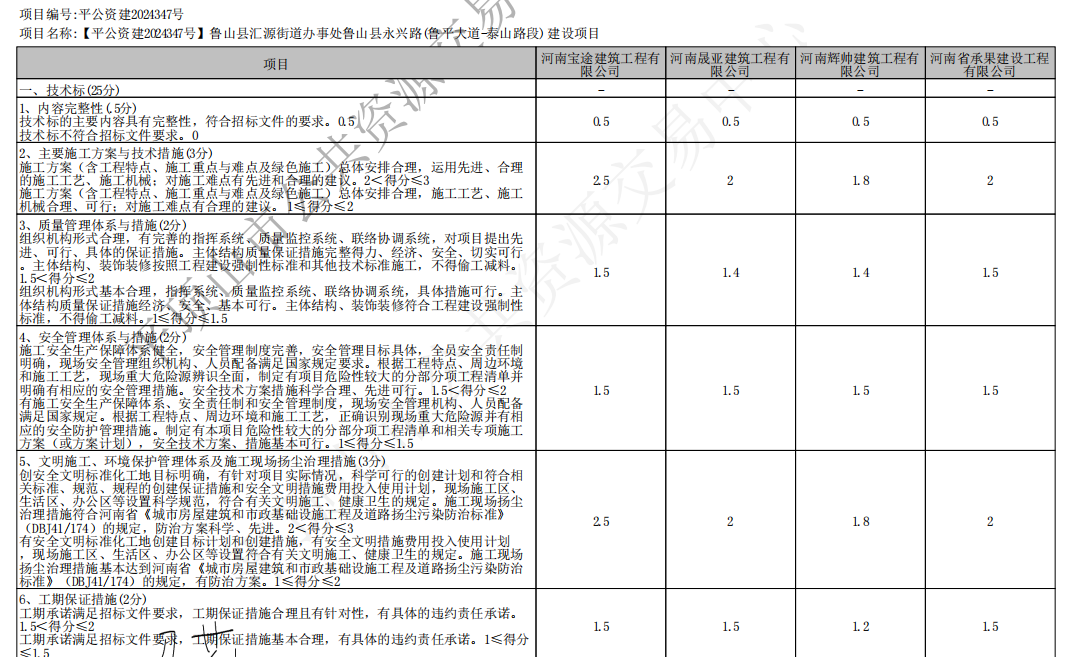 项目编号:平公资建2024347号
项目名称:【平公资建2024347号】鲁山县汇源街道办事处鲁山县永兴路(鲁平大道-泰山路段)建设项目
项目
河南宝途建筑工程有
限公司
河南晟亚建筑工程有
限公司
河南辉帅建筑工程有
限公司
河南省承果建设工程
有限公司
一、技术标(25分)
-
-
-
-
1、内容完整性(.5分)
技术标的主要内容具有完整性，符合招标文件的要求。0.5
技术标不符合招标文件要求。0
0.5
0.5
0.5
0.5
2、主要施工方案与技术措施(3分)
施工方案（含工程特点、施工重点与难点及绿色施工）总体安排合理，运用先进、合理
的施工工艺、施工机械；对施工难点有先进和合理的建议。2＜得分≤3
施工方案（含工程特点、施工重点与难点及绿色施工）总体安排合理，施工工艺、施工
机械合理、可行；对施工难点有合理的建议。1≤得分≤2
2.5
2
1.8
2
3、质量管理体系与措施(2分)
组织机构形式合理，有完善的指挥系统、质量监控系统、联络协调系统，对项目提出先
进、可行、具体的保证措施。主体结构质量保证措施完整得力、经济、安全、切实可行
。主体结构、装饰装修按照工程建设强制性标准和其他技术标准施工，不得偷工减料。
1.5＜得分≤2
组织机构形式基本合理，指挥系统、质量监控系统、联络协调系统，具体措施可行。主
体结构质量保证措施经济、安全、基本可行。主体结构、装饰装修符合工程建设强制性
标准，不得偷工减料。1≤得分≤1.5
1.5
1.4
1.4
1.5
4、安全管理体系与措施(2分)
施工安全生产保障体系健全，安全管理制度完善，安全管理目标具体，全员安全责任制
明确，现场安全管理组织机构、人员配备满足国家规定要求。根据工程特点、周边环境
和施工工艺，现场重大危险源辨识全面，制定有项目危险性较大的分部分项工程清单并
明确有相应的安全管理措施。安全技术方案措施科学合理、先进可行。1.5＜得分≤2
有施工安全生产保障体系、安全责任制和安全管理制度，现场安全管理机构、人员配备
满足国家规定。根据工程特点、周边环境和施工工艺，正确识别现场重大危险源并有相
应的安全防护管理措施。制定有本项目危险性较大的分部分项工程清单和相关专项施工
方案（或方案计划），安全技术方案、措施基本可行。1≤得分≤1.5
1.5
1.5
1.5
1.5
5、文明施工、环境保护管理体系及施工现场扬尘治理措施(3分)
创安全文明标准化工地目标明确，有针对项目实际情况，科学可行的创建计划和符合相
关标准、规范、规程的创建保证措施和安全文明措施费用投入使用计划，现场施工区、
生活区、办公区等设置科学规范，符合有关文明施工、健康卫生的规定。施工现场扬尘
治理措施符合河南省《城市房屋建筑和市政基础设施工程及道路扬尘污染防治标准》
（DBJ41/174）的规定，防治方案科学、先进。2＜得分≤3
有安全文明标准化工地创建目标计划和创建措施，有安全文明措施费用投入使用计划
，现场施工区、生活区、办公区等设置符合有关文明施工、健康卫生的规定。施工现场
扬尘治理措施基本达到河南省《城市房屋建筑和市政基础设施工程及道路扬尘污染防治
标准》（DBJ41/174）的规定，有防治方案。1≤得分≤2
2.5
2
1.8
2
6、工期保证措施(2分)
工期承诺满足招标文件要求，工期保证措施合理且有针对性，有具体的违约责任承诺。
1.5＜得分≤2
工期承诺满足招标文件要求，工期保证措施基本合理，有具体的违约责任承诺。1≤得分
≤1.5
1.5
1.5
1.2
1.5